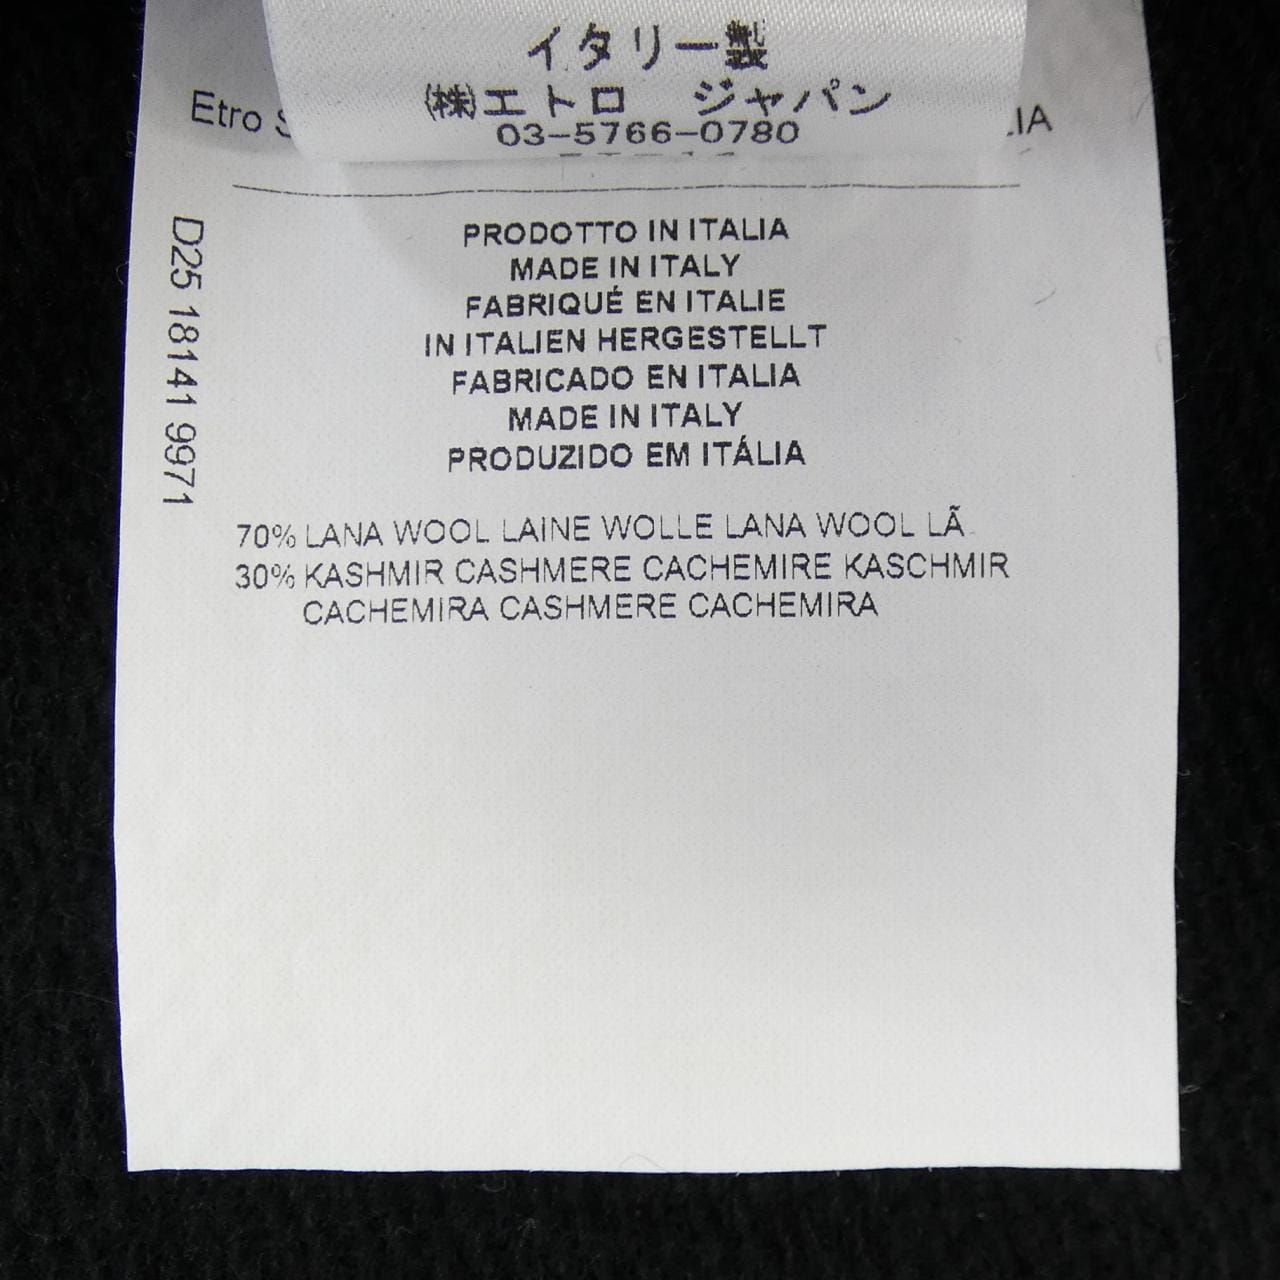 イタリー製
㈱エトロ ジャパン
03-5766-0780
Etro
PRODOTTO IN ITALIA
MADE IN ITALY
FABRIQUÉ EN ITALIE
IN ITALIEN HERGESTELLT
FABRICADO EN ITALIA
MADE IN ITALY
PRODUZIDO EM ITÁLIA
D25 18141 9971
70% LANA WOOL LAINE WOLLE LANA WOOL LÃ
30% KASHMIR CASHMERE CACHEMIRE KASCHMIR
CACHEMIRA CASHMERE CACHEMIRA